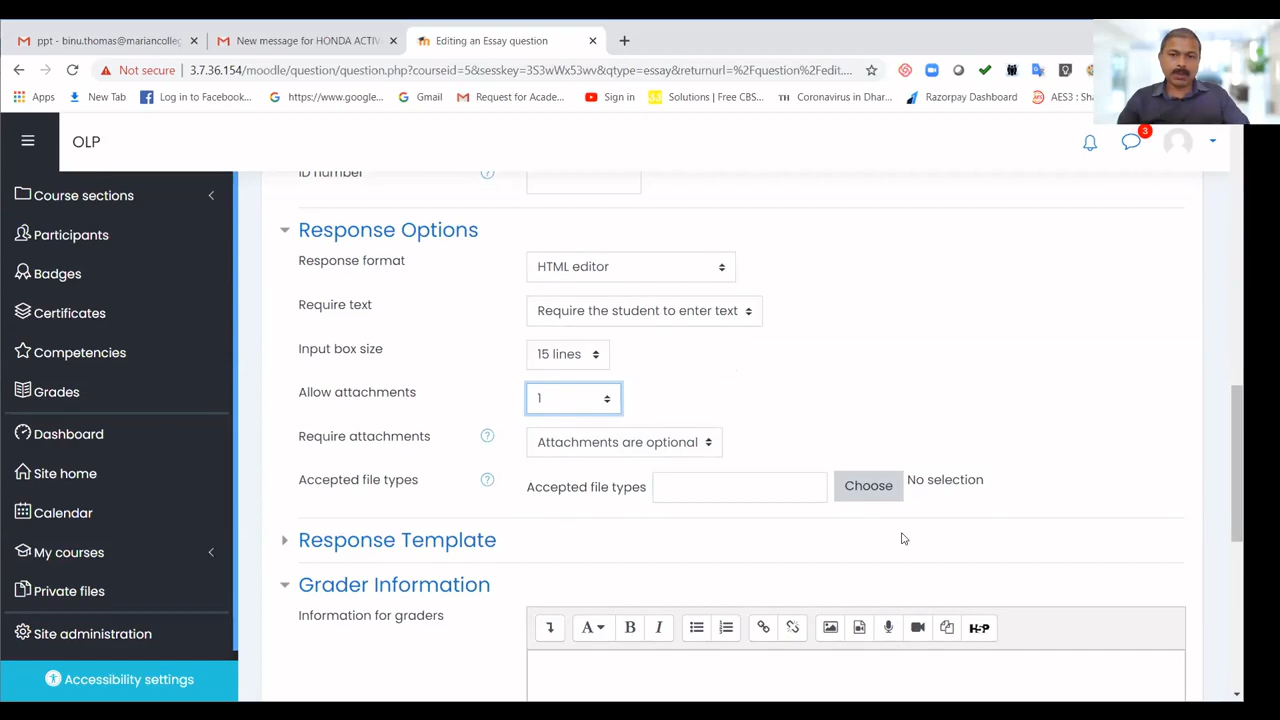 ppt - binu.thomas@mariancolleg
New message for HONDA ACTIV
Editing an Essay question
Not secure
3.7.36.154/moodle/question/question.php?courseid=5&sesskey=3S3wWx53wv&qtype=essay&returnurl=%2Fquestion%2Fedit....
Apps
New Tab
Log in to Facebook...
https://www.google...
Gmail
Request for Acade...
Sign in
Solutions | Free CBS...
TH Coronavirus in Dhar...
Razorpay Dashboard
AES3 : Sha
OLP
3
Course sections
Participants
Badges
Certificates
Competencies
Grades
Dashboard
Site home
Calendar
My courses
Private files
Site administration
Accessibility settings
ID number
Response Options
Response format
HTML editor
Require text
Require the student to enter text
Input box size
15 lines
Allow attachments
1
Require attachments
Attachments are optional
Accepted file types
Accepted file types
Choose
No selection
Response Template
Grader Information
Information for graders
A
B
I
H-P